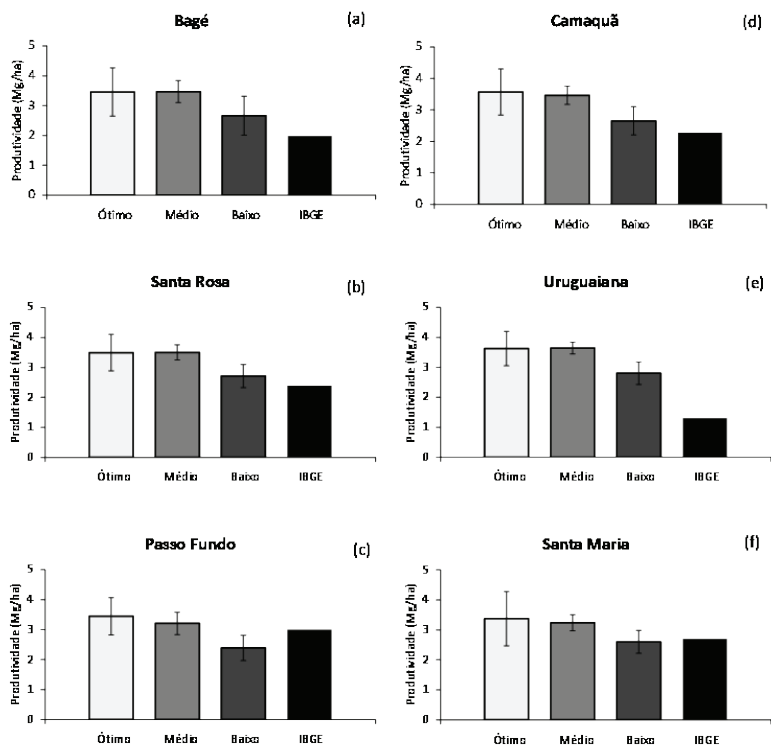 Bagé
(a)
Produtividade (Mg/ha)
5
4
3
2
1
0
Ótimo Médio Baixo IBGE
Camaquã
(d)
Produtividade (Mg/ha)
5
4
3
2
1
0
Ótimo Médio Baixo IBGE
Santa Rosa
(b)
Produtividade (Mg/ha)
5
4
3
2
1
0
Ótimo Médio Baixo IBGE
Uruguaiana
(e)
Produtividade (Mg/ha)
5
4
3
2
1
0
Ótimo Médio Baixo IBGE
Passo Fundo
(c)
Produtividade (Mg/ha)
5
4
3
2
1
0
Ótimo Médio Baixo IBGE
Santa Maria
(f)
Produtividade (Mg/ha)
5
4
3
2
1
0
Ótimo Médio Baixo IBGE